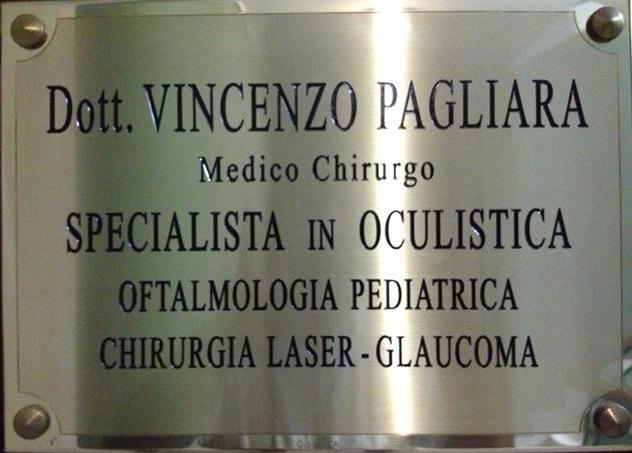 Dott. VINCENZO PAGLIARA
Medico Chirurgo
SPECIALISTA IN OCULISTICA
OFTALMOLOGIA PEDIATRICA
CHIRURGIA LASER - GLAUCOMA